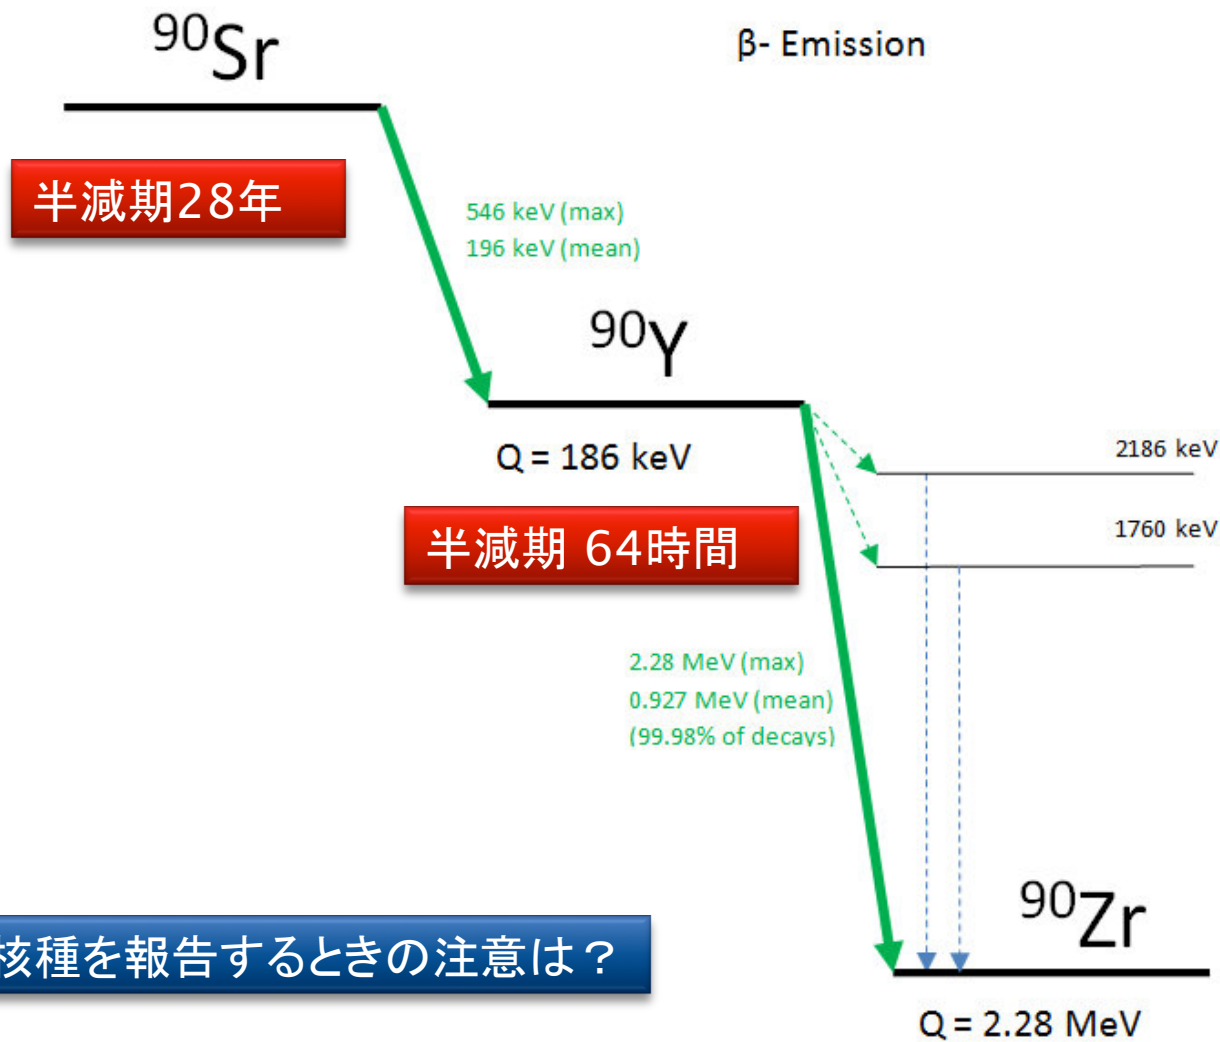 ⁹⁰Sr
β- Emission
半減期28年
546 keV (max)
196 keV (mean)
⁹⁰Y
Q = 186 keV
2186 keV
半減期 64時間
1760 keV
2.28 MeV (max)
0.927 MeV (mean)
(99.98% of decays)
⁹⁰Zr
核種を報告するときの注意は？
Q = 2.28 MeV